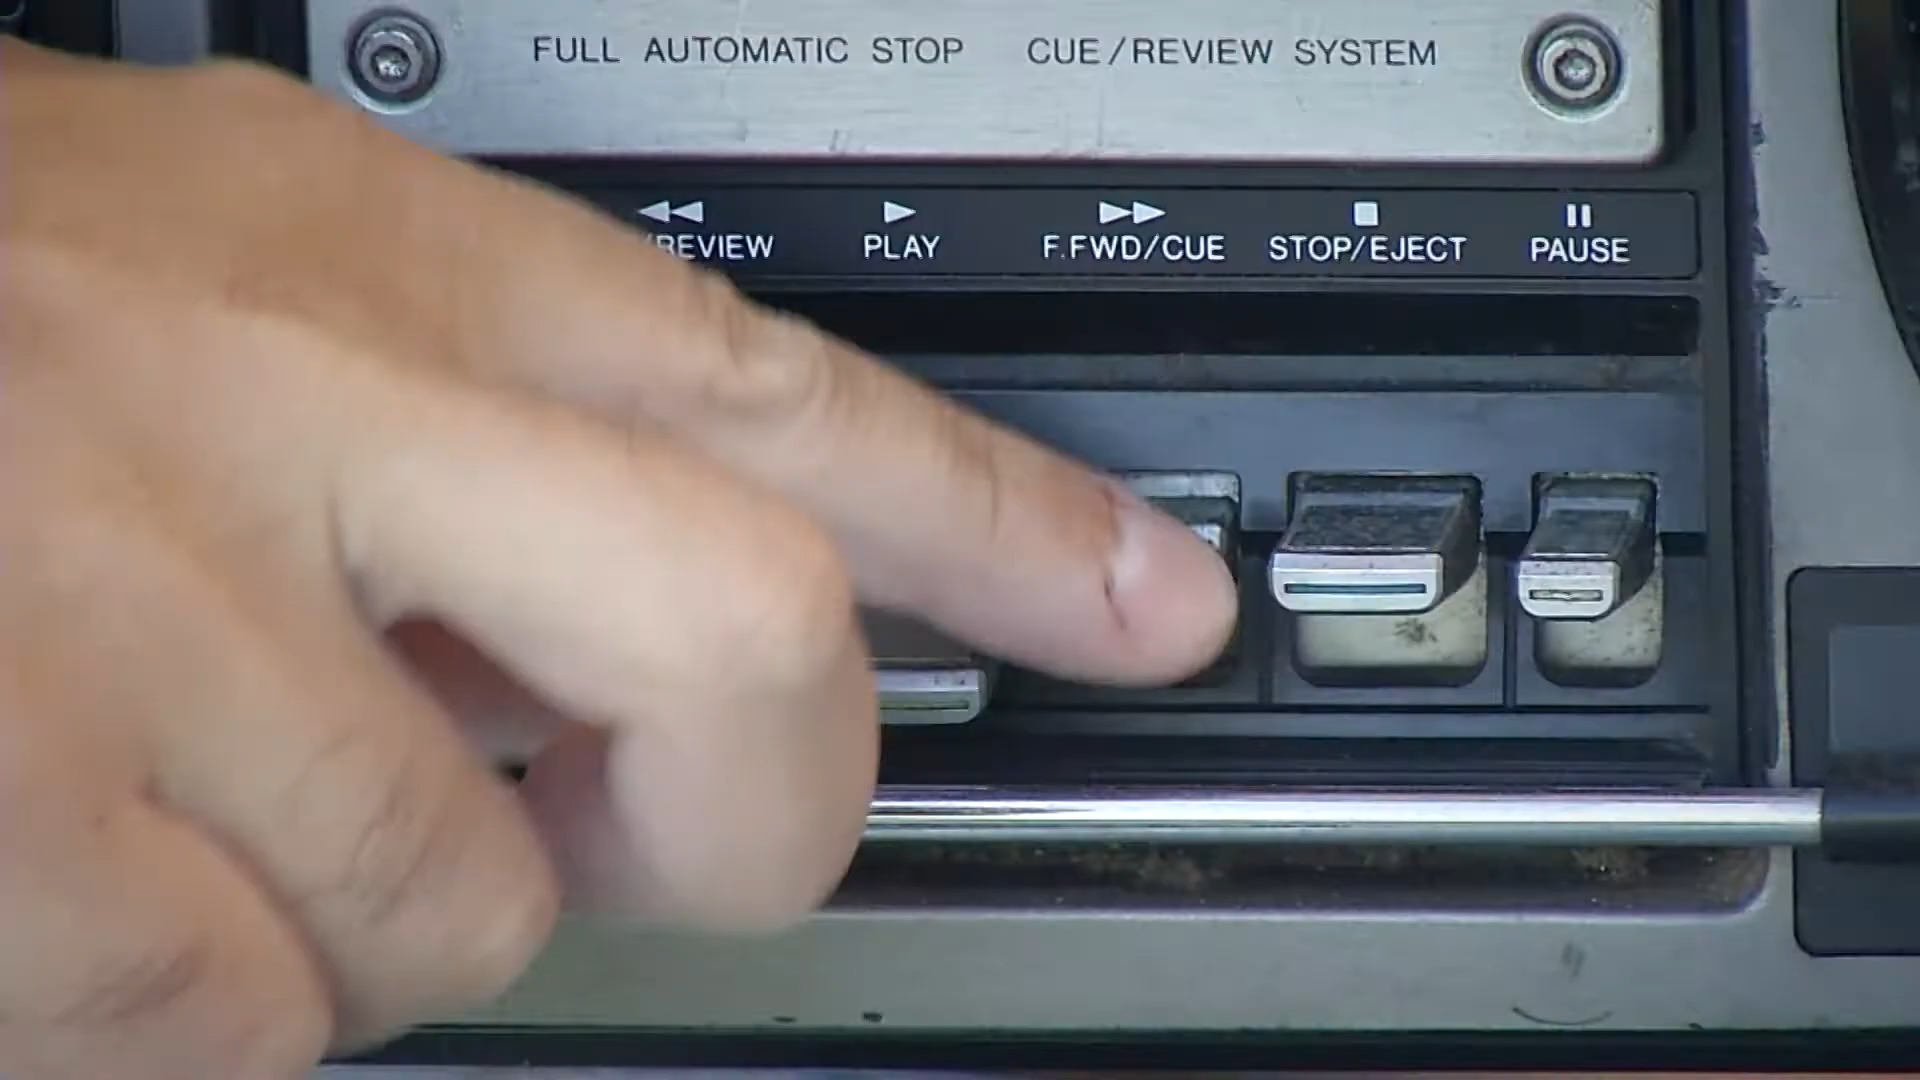 FULL AUTOMATIC STOP CUE/REVIEW SYSTEM
/REVIEW PLAY F.FWD/CUE STOP/EJECT PAUSE